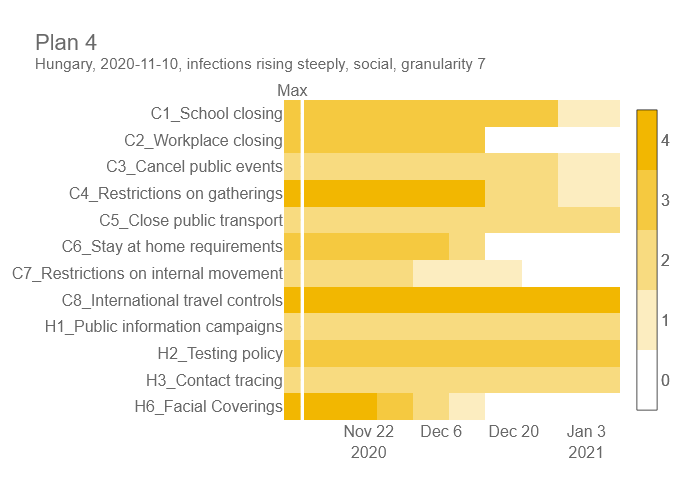 Plan 4
Hungary, 2020-11-10, infections rising steeply, social, granularity 7
Max
C1_School closing
C2_Workplace closing
C3_Cancel public events
C4_Restrictions on gatherings
C5_Close public transport
C6_Stay at home requirements
C7_Restrictions on internal movement
C8_International travel controls
H1_Public information campaigns
H2_Testing policy
H3_Contact tracing
H6_Facial Coverings
4
3
2
1
0
Nov 22 Dec 6 Dec 20 Jan 3
2020 2021